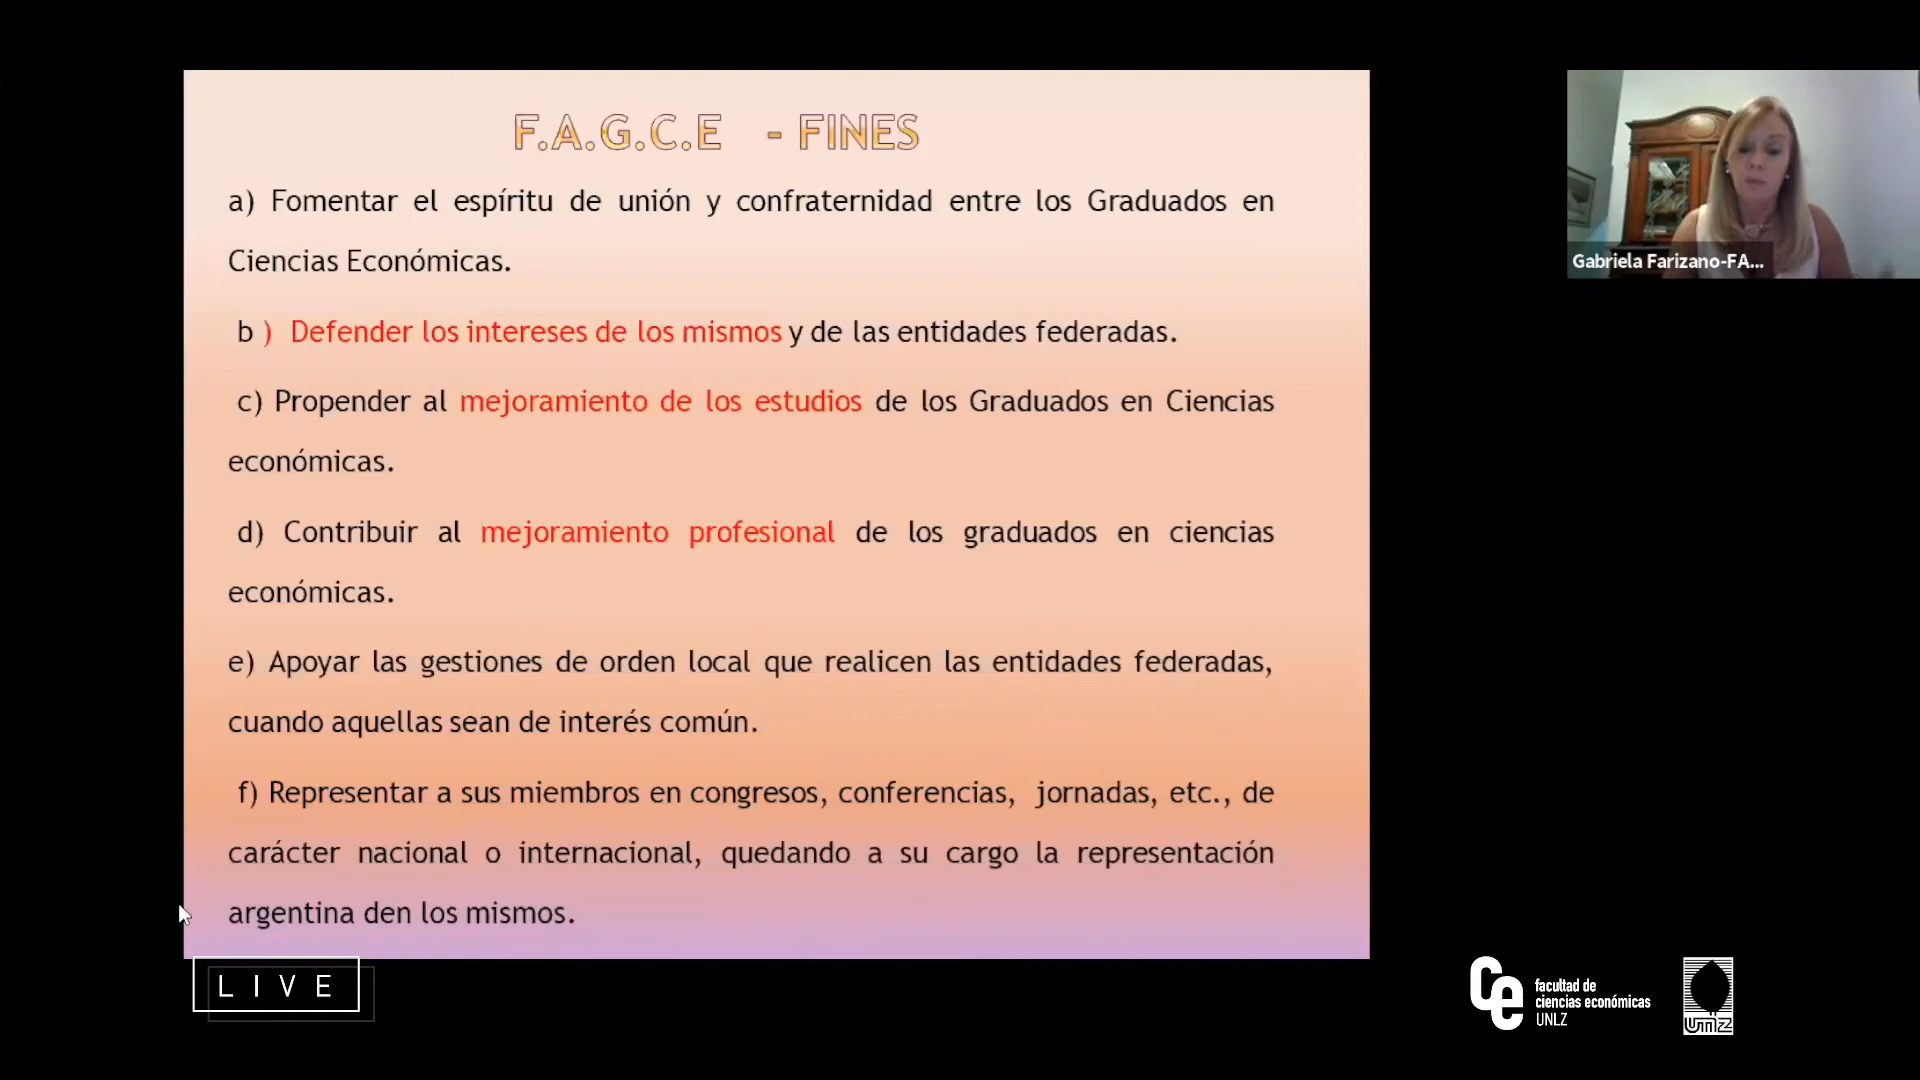 F.A.G.C.E - FINES
a) Fomentar el espíritu de unión y confraternidad entre los Graduados en
Ciencias Económicas.
b ) Defender los intereses de los mismos y de las entidades federadas.
c) Propender al mejoramiento de los estudios de los Graduados en Ciencias
económicas.
d) Contribuir al mejoramiento profesional de los graduados en ciencias
económicas.
e) Apoyar las gestiones de orden local que realicen las entidades federadas,
cuando aquellas sean de interés común.
f) Representar a sus miembros en congresos, conferencias, jornadas, etc., de
carácter nacional o internacional, quedando a su cargo la representación
argentina den los mismos.
Gabriela Farizano-FA...
LIVE
ce
facultad de
ciencias económicas
UNLZ
unlz